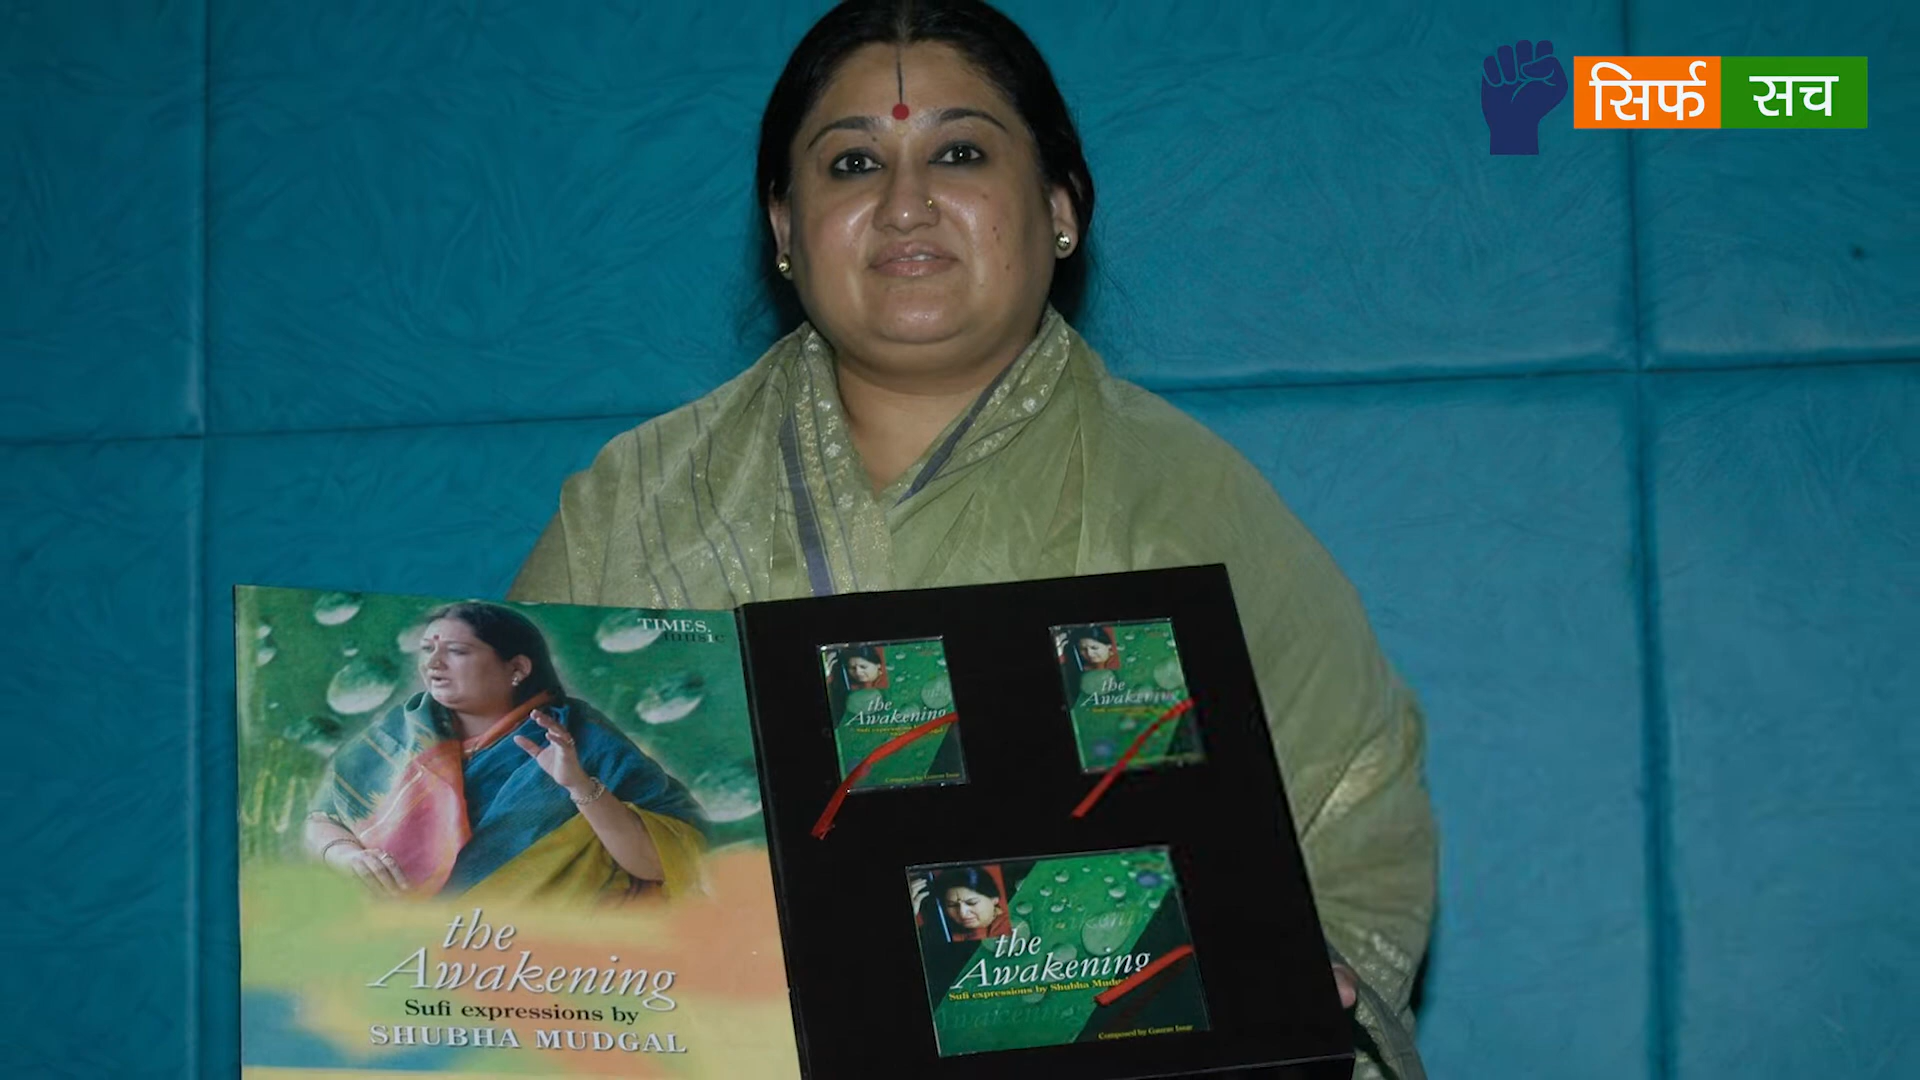 सिर्फ सच
TIMES.
music
the
Awakening
Sufi expressions by
SHUBHA MUDGAL
the
Awakening
the
Awakening
the
Awakening
Sufi expressions by Shubha